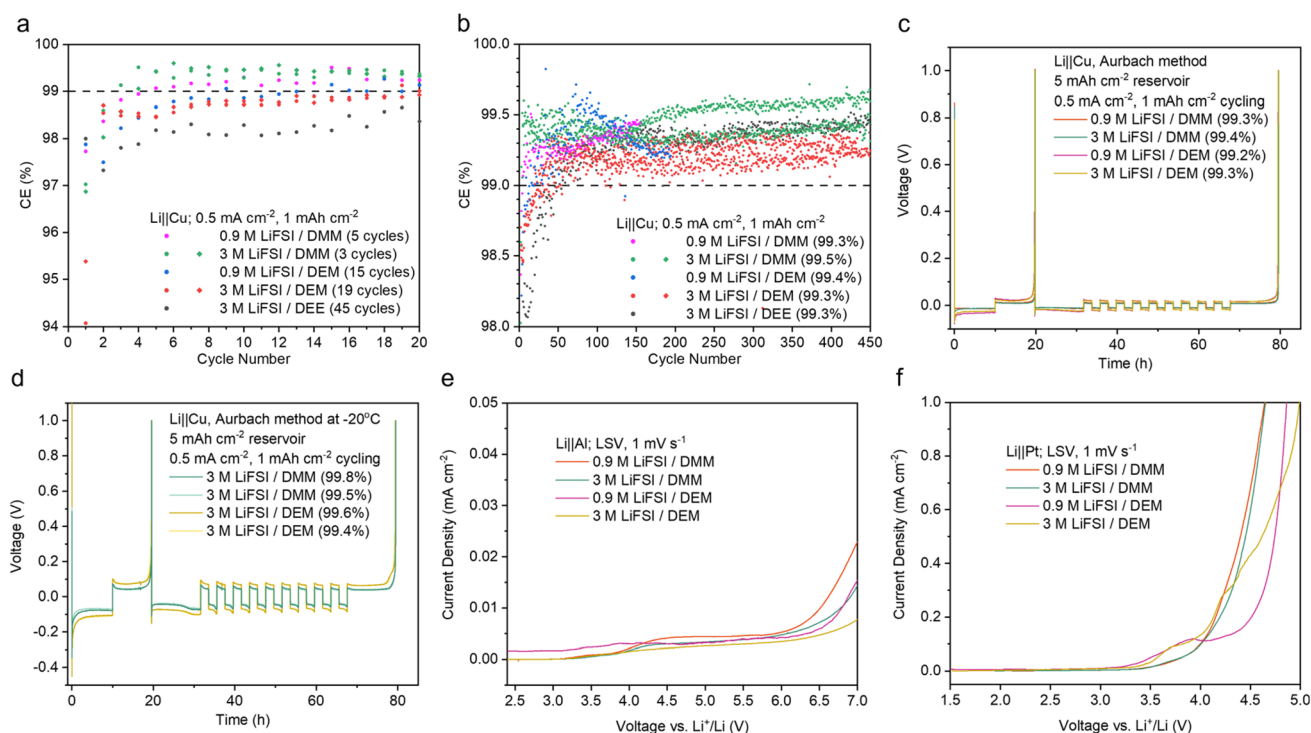 a
CE (%)
100
99
98
97
96
95
94
Li||Cu; 0.5 mA cm⁻², 1 mAh cm⁻²
0.9 M LiFSI / DMM (5 cycles)
3 M LiFSI / DMM (3 cycles)
0.9 M LiFSI / DEM (15 cycles)
3 M LiFSI / DEM (19 cycles)
3 M LiFSI / DEE (45 cycles)
0 2 4 6 8 10 12 14 16 18 20
Cycle Number
b
CE (%)
100.0
99.5
99.0
98.5
98.0
Li||Cu; 0.5 mA cm⁻², 1 mAh cm⁻²
0.9 M LiFSI / DMM (99.3%)
3 M LiFSI / DMM (99.5%)
0.9 M LiFSI / DEM (99.4%)
3 M LiFSI / DEM (99.3%)
3 M LiFSI / DEE (99.3%)
0 50 100 150 200 250 300 350 400 450
Cycle Number
c
Voltage (V)
1.0
0.8
0.6
0.4
0.2
0.0
Li||Cu, Aurbach method
5 mAh cm⁻² reservoir
0.5 mA cm⁻², 1 mAh cm⁻² cycling
0.9 M LiFSI / DMM (99.3%)
3 M LiFSI / DMM (99.4%)
0.9 M LiFSI / DEM (99.2%)
3 M LiFSI / DEM (99.3%)
0 20 40 60 80
Time (h)
d
Voltage (V)
1.0
0.8
0.6
0.4
0.2
0.0
-0.2
-0.4
Li||Cu, Aurbach method at -20°C
5 mAh cm⁻² reservoir
0.5 mA cm⁻², 1 mAh cm⁻² cycling
3 M LiFSI / DMM (99.8%)
3 M LiFSI / DMM (99.5%)
3 M LiFSI / DEM (99.6%)
3 M LiFSI / DEM (99.4%)
0 20 40 60 80
Time (h)
e
Current Density (mA cm⁻²)
0.05
0.04
0.03
0.02
0.01
0.00
Li||Al; LSV, 1 mV s⁻¹
0.9 M LiFSI / DMM
3 M LiFSI / DMM
0.9 M LiFSI / DEM
3 M LiFSI / DEM
2.5 3.0 3.5 4.0 4.5 5.0 5.5 6.0 6.5 7.0
Voltage vs. Li⁺/Li (V)
f
Current Density (mA cm⁻²)
1.0
0.8
0.6
0.4
0.2
0.0
Li||Pt; LSV, 1 mV s⁻¹
0.9 M LiFSI / DMM
3 M LiFSI / DMM
0.9 M LiFSI / DEM
3 M LiFSI / DEM
1.5 2.0 2.5 3.0 3.5 4.0 4.5 5.0
Voltage vs. Li⁺/Li (V)